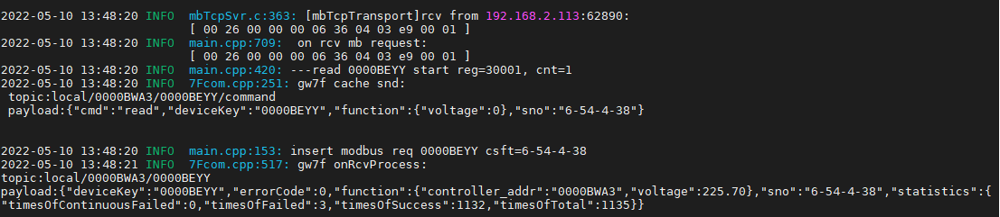 2022-05-10 13:48:20 INFO  mbTcpSvr.c:363: [mbTcpTransport]rcv from 192.168.2.113:62890:
[ 00 26 00 00 00 06 36 04 03 e9 00 01 ]
2022-05-10 13:48:20 INFO  main.cpp:709:  on rcv mb request:
[ 00 26 00 00 00 06 36 04 03 e9 00 01 ]
2022-05-10 13:48:20 INFO  main.cpp:420: ---read 0000BEYY start reg=30001, cnt=1
2022-05-10 13:48:20 INFO  7Fcom.cpp:251: gw7f cache snd:
topic:local/0000BWA3/0000BEYY/command
payload:{"cmd":"read","deviceKey":"0000BEYY","function":{"voltage":0},"sno":"6-54-4-38"}
2022-05-10 13:48:20 INFO  main.cpp:153: insert modbus req 0000BEYY csft=6-54-4-38
2022-05-10 13:48:21 INFO  7Fcom.cpp:517: gw7f onRcvProcess:
topic:local/0000BWA3/0000BEYY
payload:{"deviceKey":"0000BEYY","errorCode":0,"function":{"controller_addr":"0000BWA3","voltage":225.70},"sno":"6-54-4-38","statistics":{
"timesOfContinuousFailed":0,"timesOfFailed":3,"timesOfSuccess":1132,"timesOfTotal":1135}}